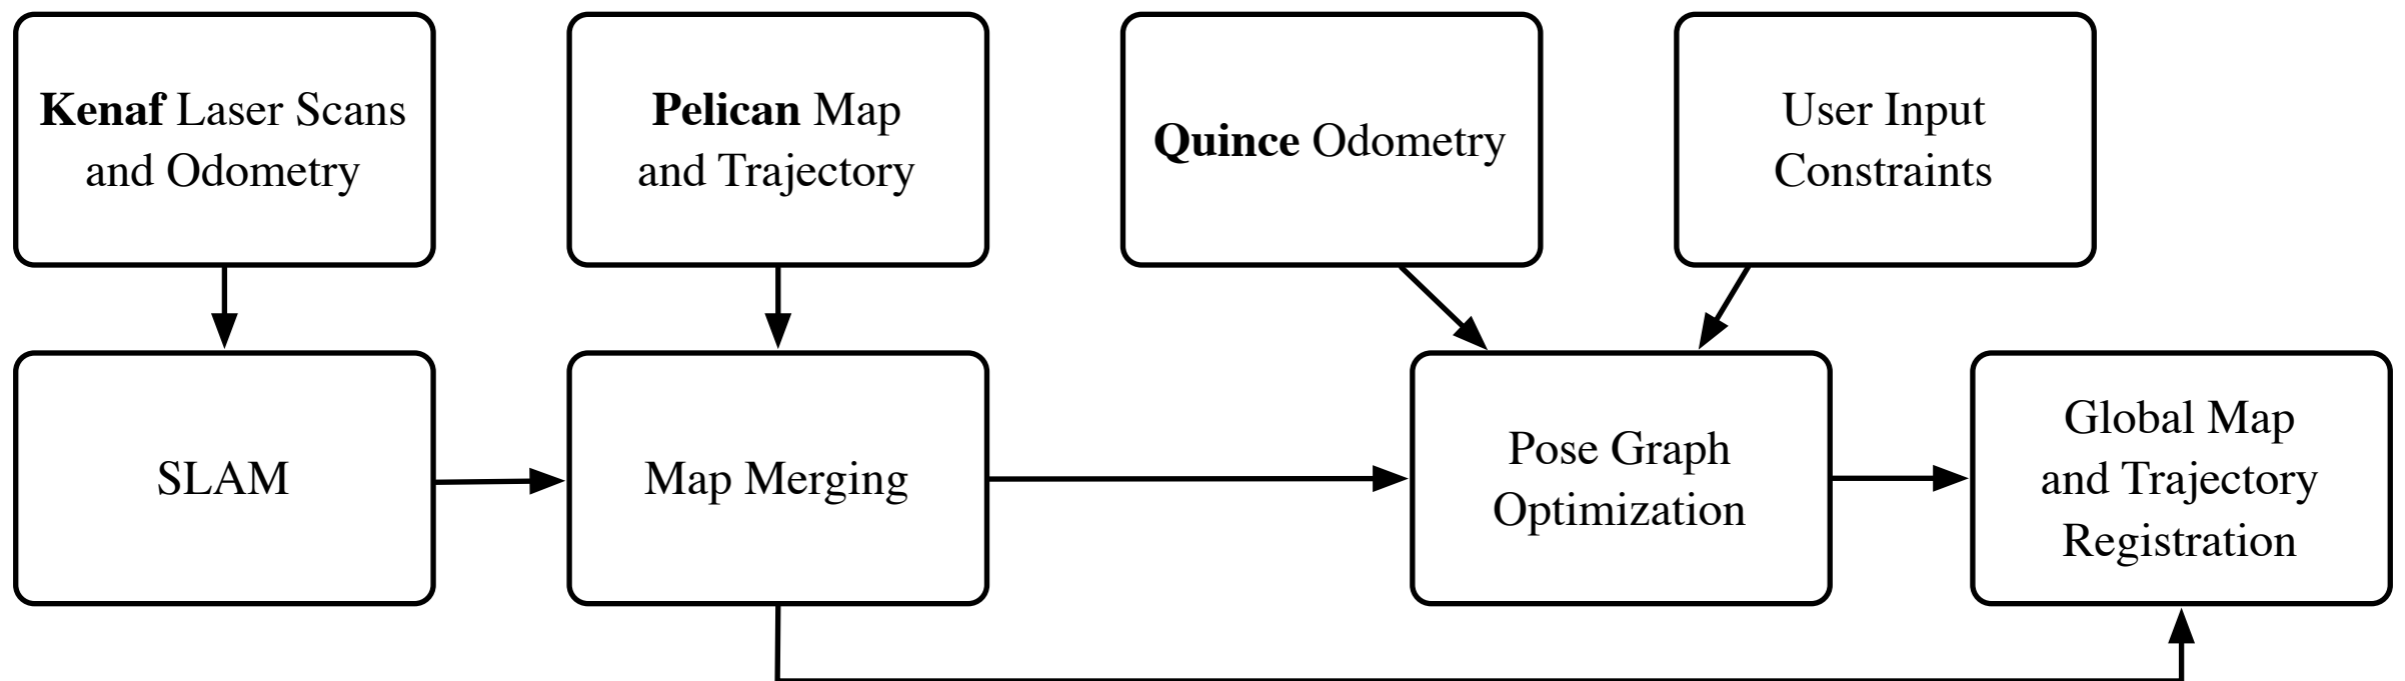 Kenaf Laser Scans
and Odometry
Pelican Map
and Trajectory
Quince Odometry
User Input
Constraints
SLAM
Map Merging
Pose Graph
Optimization
Global Map
and Trajectory
Registration